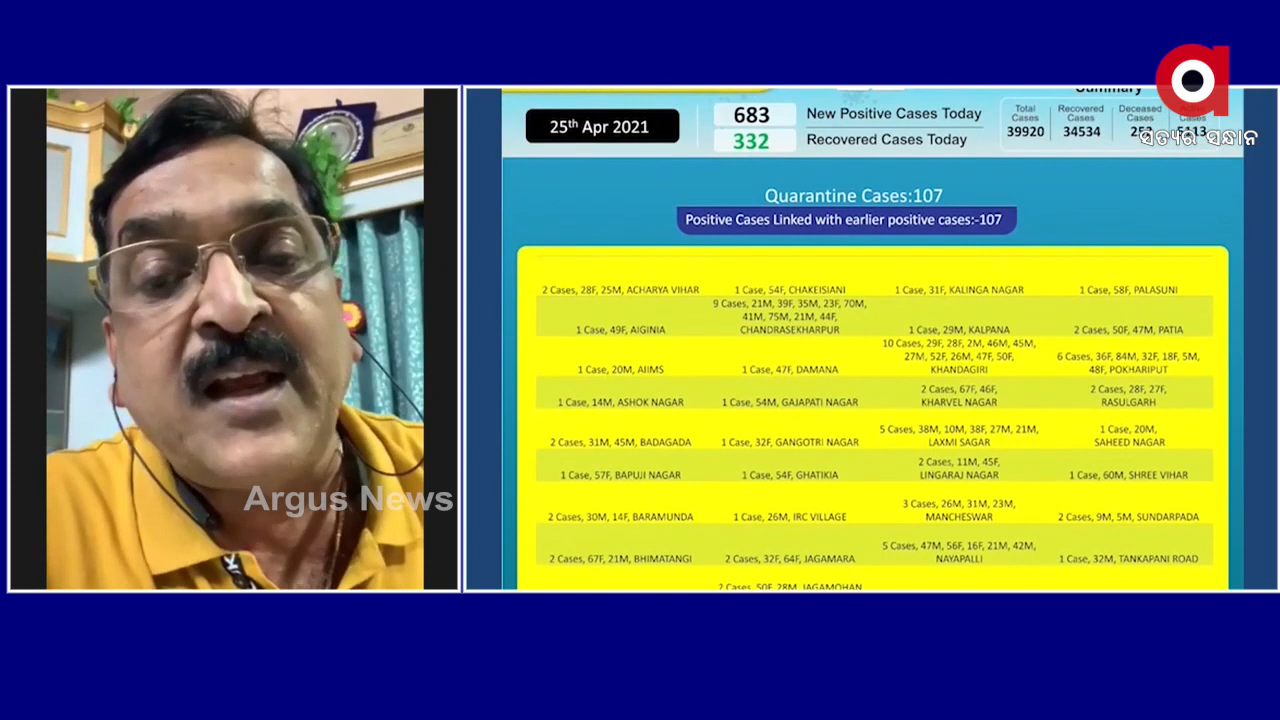 25th Apr 2021
683 New Positive Cases Today
332 Recovered Cases Today
Summary
Total Cases
39920
Recovered Cases
34534
Deceased Cases
Cases
ସତ୍ୟର ସନ୍ଧାନ
Quarantine Cases:107
Positive Cases Linked with earlier positive cases:-107
2 Cases, 28F, 25M, ACHARYA VIHAR
1 Case, 54F, CHAKEISIANI
1 Case, 31F, KALINGA NAGAR
1 Case, 58F, PALASUNI
1 Case, 49F, AIGINIA
9 Cases, 21M, 39F, 35M, 23F, 70M,
41M, 75M, 21M, 44F,
CHANDRASEKHARPUR
1 Case, 29M, KALPANA
2 Cases, 50F, 47M, PATIA
1 Case, 20M, AIIMS
1 Case, 47F, DAMANA
10 Cases, 29F, 28F, 2M, 46M, 45M,
27M, 52F, 26M, 47F, 50F,
KHANDAGIRI
6 Cases, 36F, 84M, 32F, 18F, 5M,
48F, POKHARIPUT
1 Case, 14M, ASHOK NAGAR
1 Case, 54M, GAJAPATI NAGAR
2 Cases, 67F, 46F,
KHARVEL NAGAR
2 Cases, 28F, 27F,
RASULGARH
2 Cases, 31M, 45M, BADAGADA
1 Case, 32F, GANGOTRI NAGAR
5 Cases, 38M, 10M, 38F, 27M, 21M,
LAXMI SAGAR
1 Case, 20M,
SAHEED NAGAR
1 Case, 57F, BAPUJI NAGAR
1 Case, 54F, GHATIKIA
2 Cases, 11M, 45F,
LINGARAJ NAGAR
1 Case, 60M, SHREE VIHAR
2 Cases, 30M, 14F, BARAMUNDA
1 Case, 26M, IRC VILLAGE
3 Cases, 26M, 31M, 23M,
MANCHESWAR
2 Cases, 9M, 5M, SUNDARPADA
2 Cases, 67F, 21M, BHIMATANGI
2 Cases, 32F, 64F, JAGAMARA
5 Cases, 47M, 56F, 16F, 21M, 42M,
NAYAPALLI
1 Case, 32M, TANKAPANI ROAD
2 Cases, 50F, 28M, JAGAMOHAN
Argus News